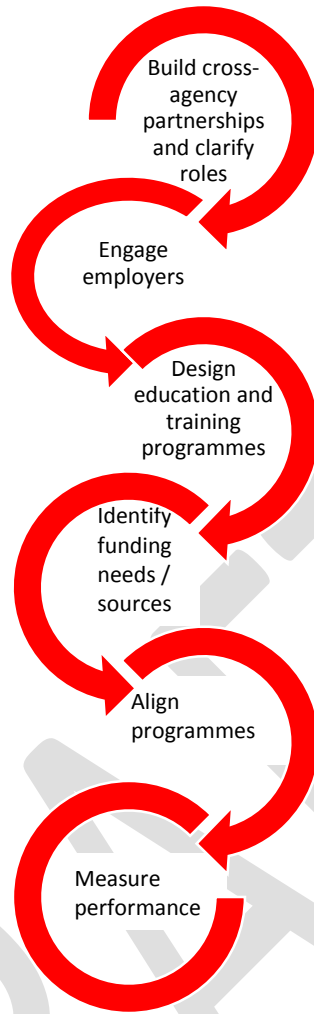 Build cross-
agency
partnerships
and clarify
roles
Engage
employers
Design
education and
training
programmes
Identify
funding
needs /
sources
Align
programmes
Measure
performance